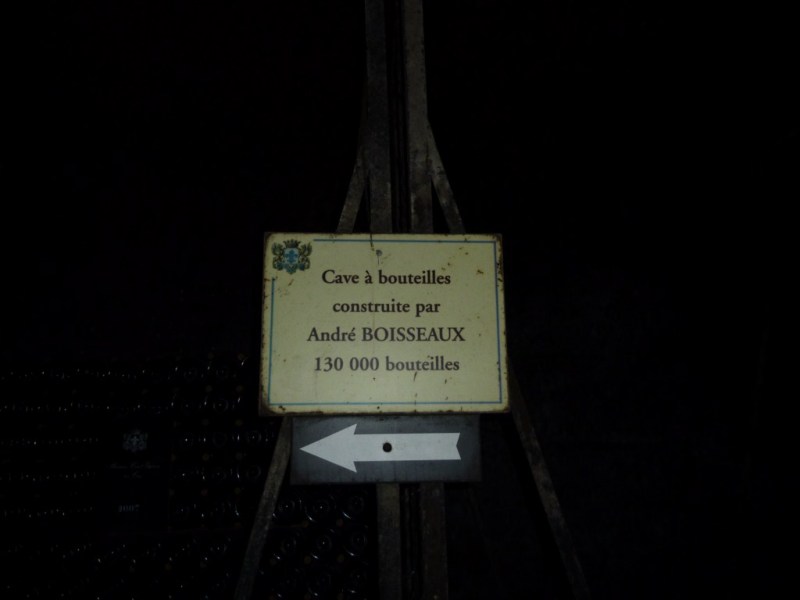 Cave à bouteilles
construite par
André BOISSEAUX
130 000 bouteilles